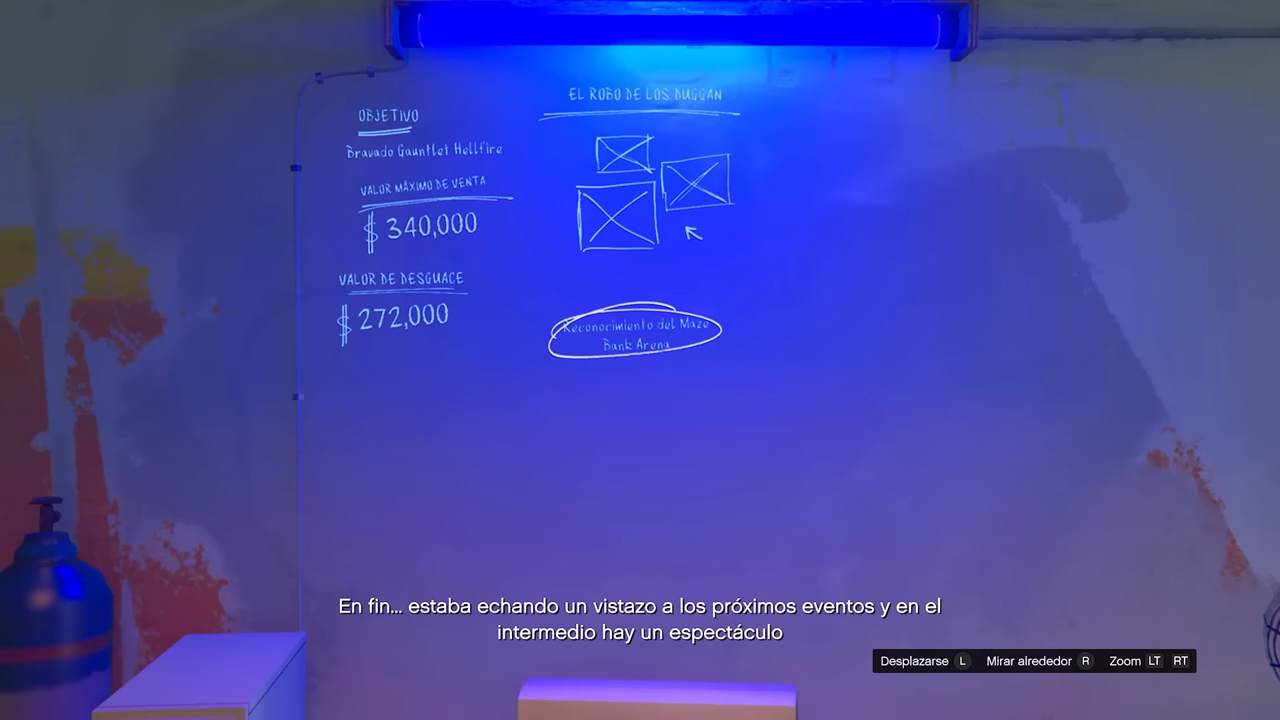 EL ROBO DE LOS DUGGAN
OBJETIVO
Bravado Gauntlet Hellfire
VALOR MÁXIMO DE VENTA
$ 340,000
VALOR DE DESGUACE
$ 272,000
Reconocimiento del Maze
Bank Arena
En fin... estaba echando un vistazo a los próximos eventos y en el
intermedio hay un espectáculo
Desplazarse L Mirar alrededor R Zoom LT RT